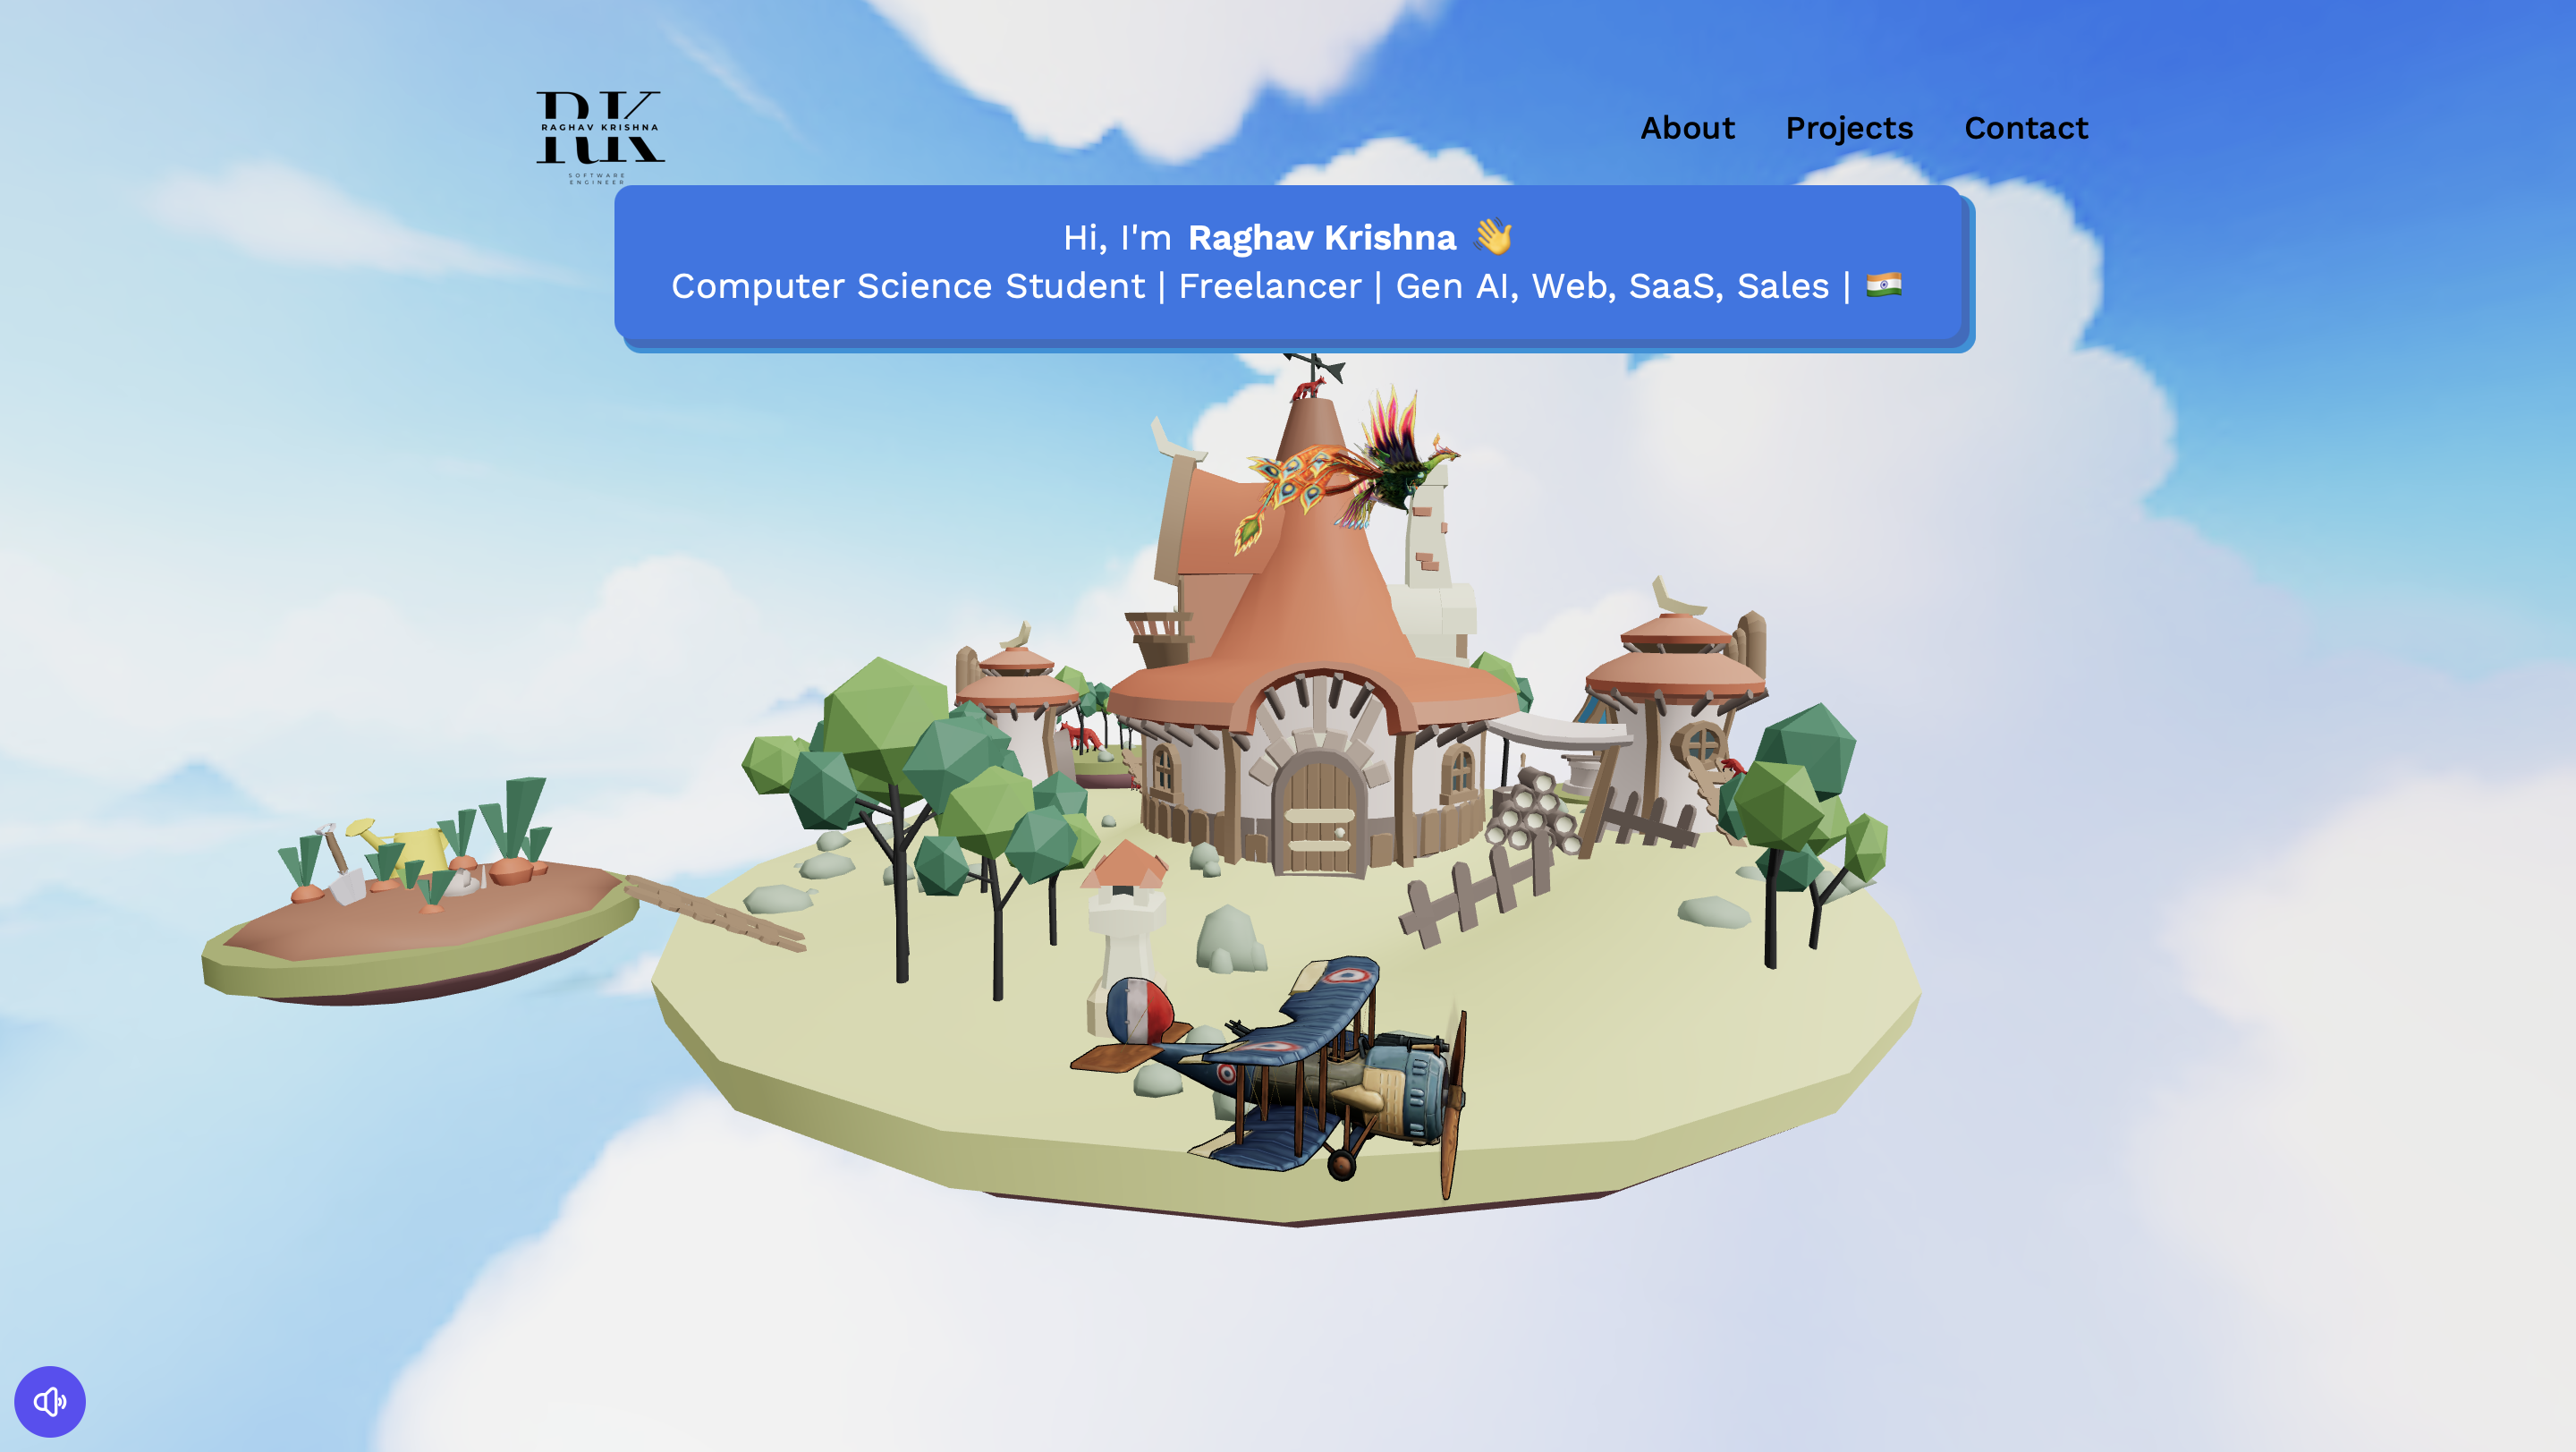 RK
RAGHAV KRISHNA
SOFTWARE
ENGINEER
About Projects Contact
Hi, I'm Raghav Krishna 👋
Computer Science Student | Freelancer | Gen AI, Web, SaaS, Sales | 🇮🇳